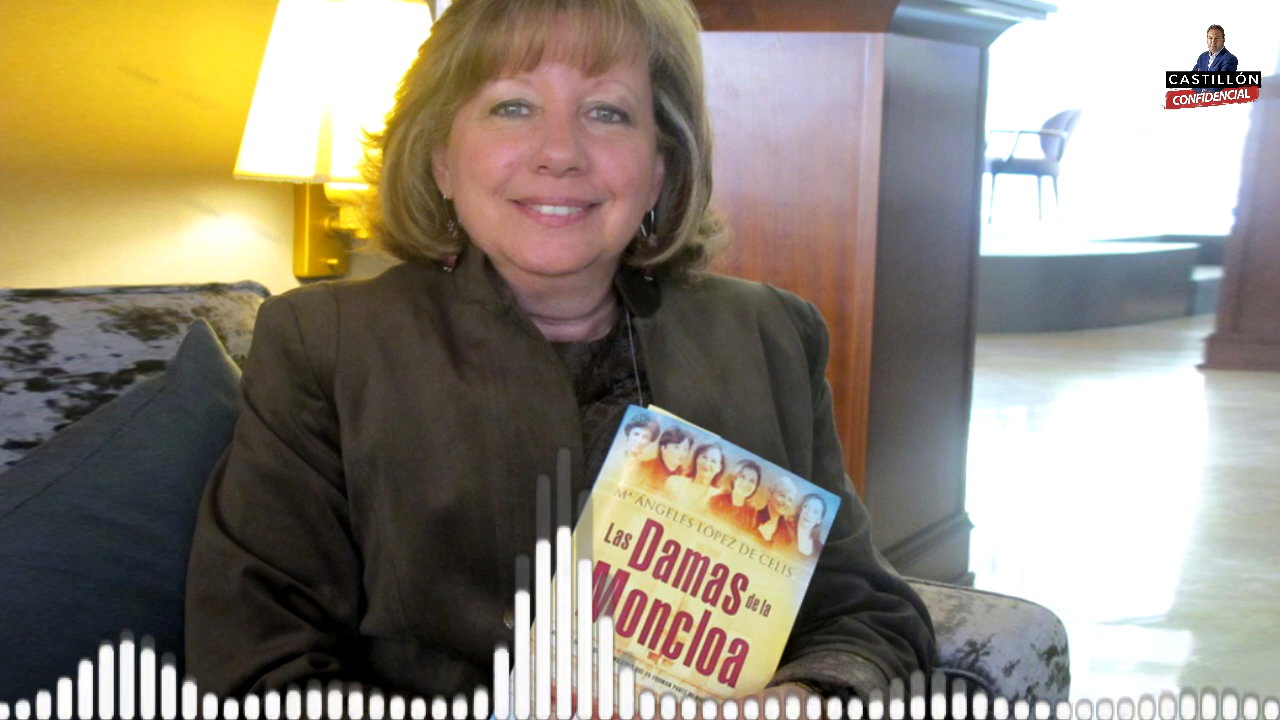 CASTILLÓN
CONFIDENCIAL
Mª ÁNGELES LÓPEZ DE CELIS
Las Damas de la
Moncloa